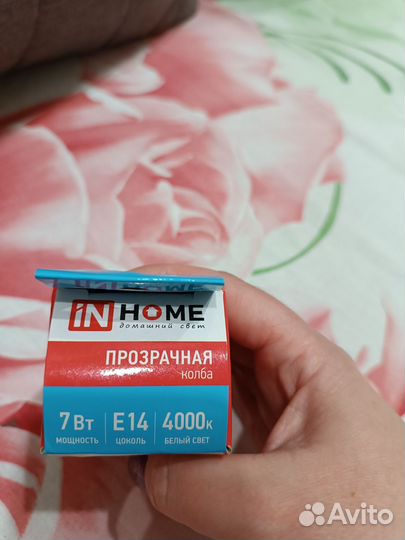 IN HOME
домашний свет
ПРОЗРАЧНАЯ
колба
7 Вт E14 4000К
МОЩНОСТЬ ЦОКОЛЬ БЕЛЫЙ СВЕТ
Avito